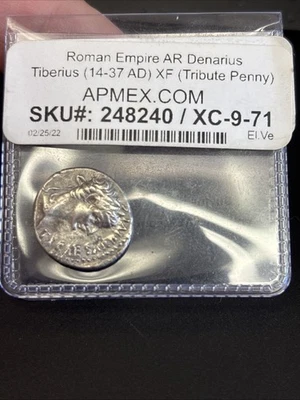 Roman Empire AR Denarius
Tiberius (14-37 AD) XF (Tribute Penny)
APMEX.COM
SKU#: 248240 / XC-9-71
02/25/22 El.Ve